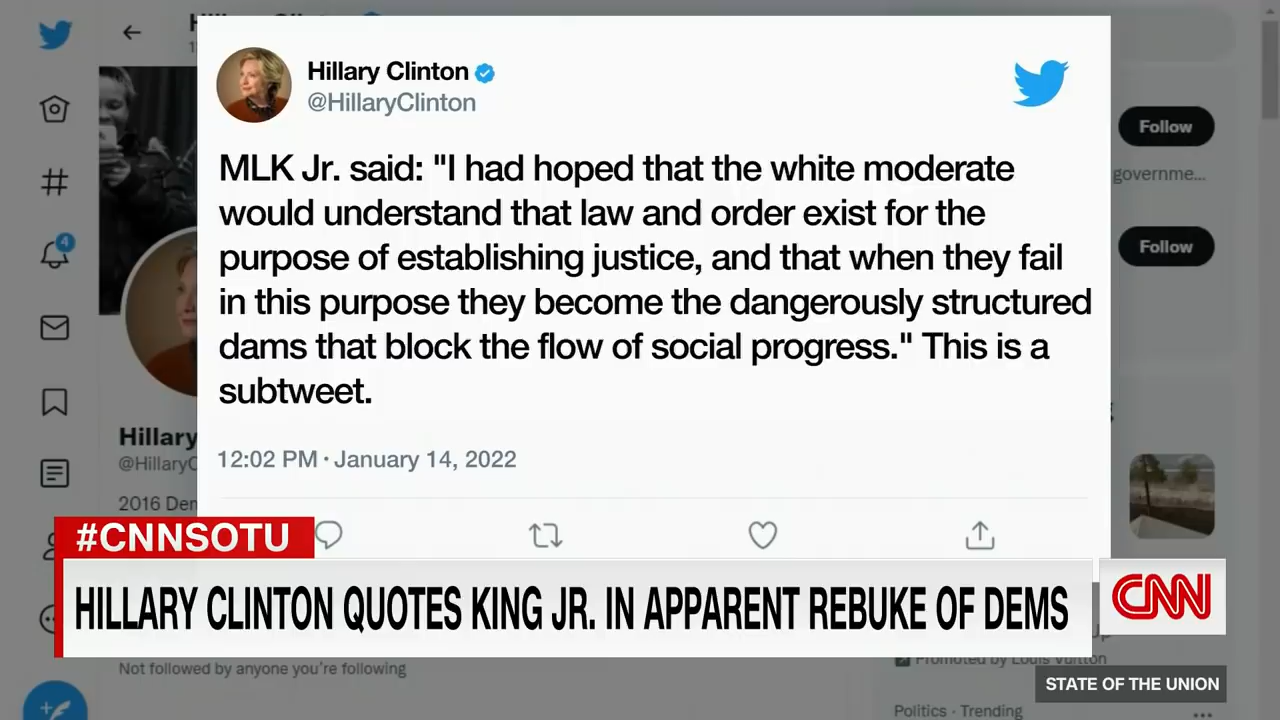 Hillary Clinton
@HillaryClinton
MLK Jr. said: "I had hoped that the white moderate
would understand that law and order exist for the
purpose of establishing justice, and that when they fail
in this purpose they become the dangerously structured
dams that block the flow of social progress." This is a
subtweet.
12:02 PM · January 14, 2022
Follow
governme...
Follow
4
Hillary
@HillaryC
2016 Dem
#CNNSOTU
HILLARY CLINTON QUOTES KING JR. IN APPARENT REBUKE OF DEMS
CNN
Not followed by anyone you're following
Promoted by Louis Vuitton
STATE OF THE UNION
Politics · Trending